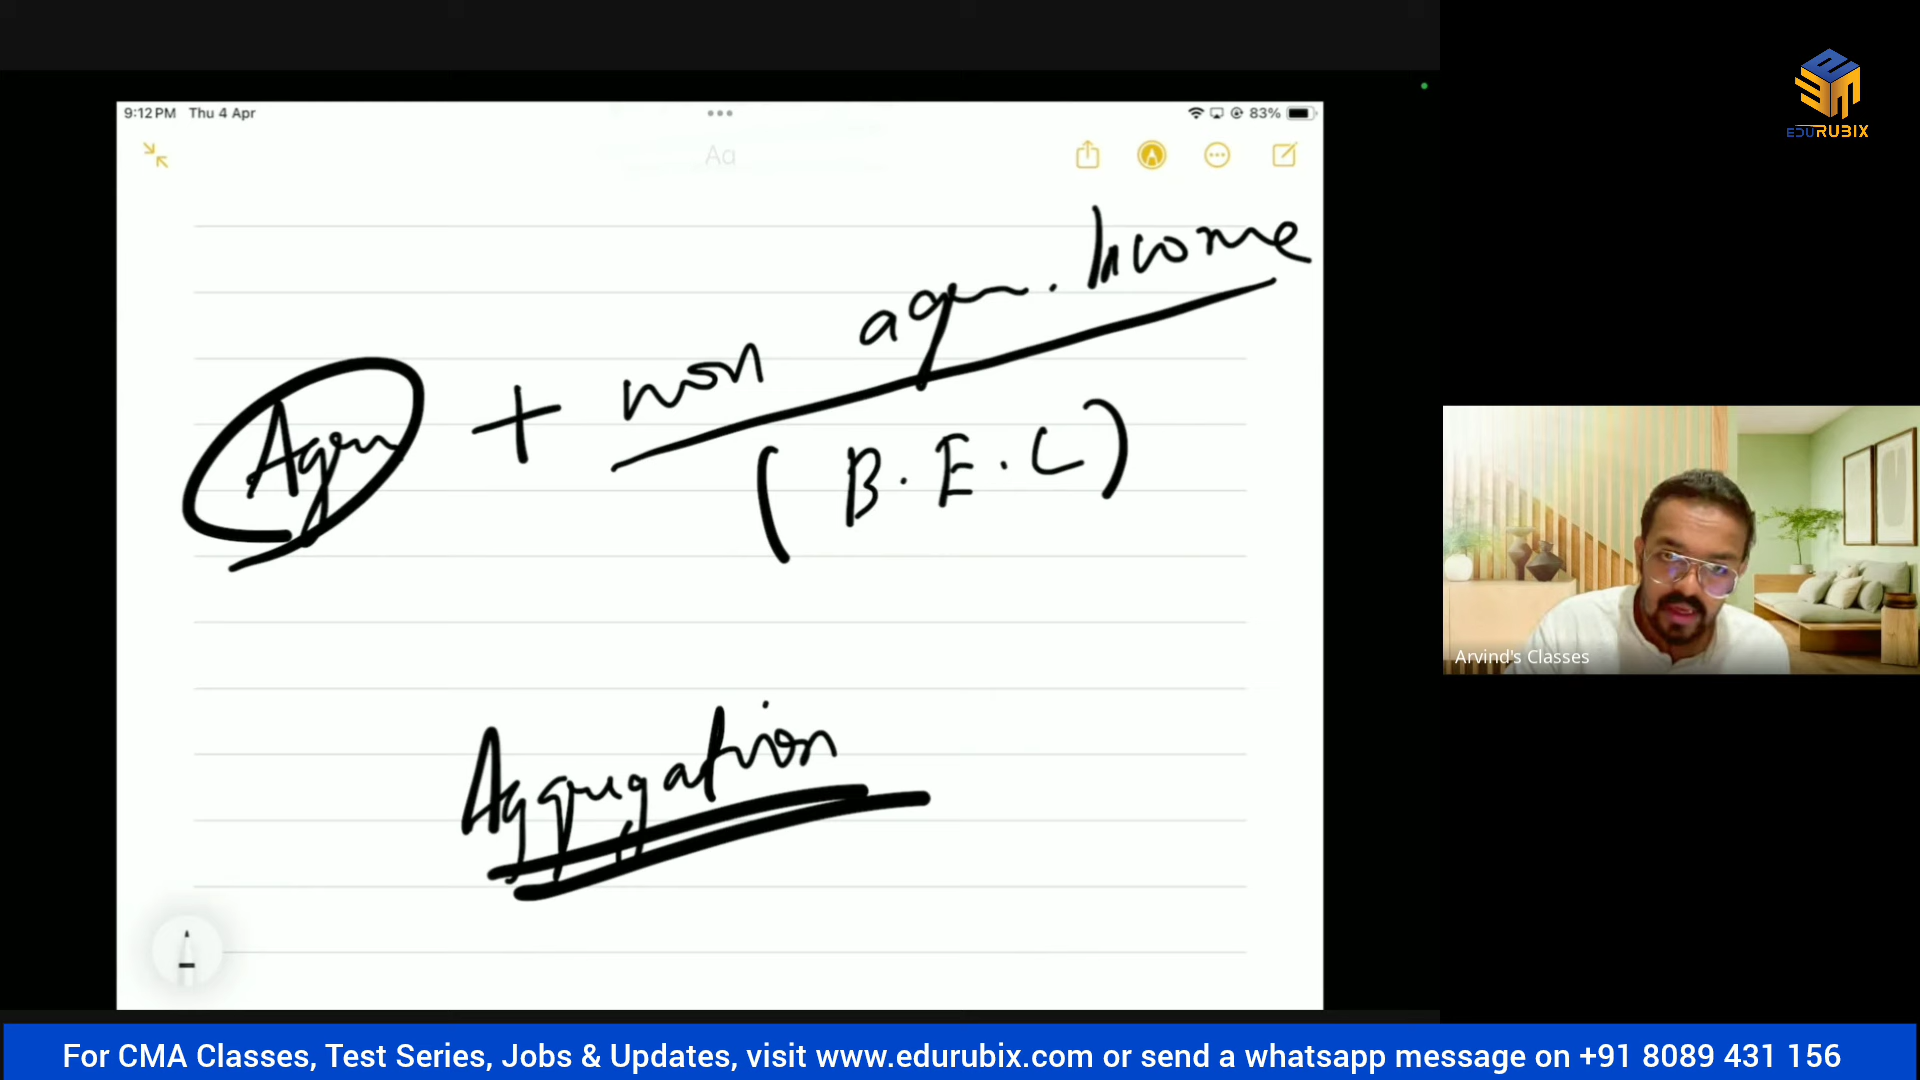 9:12 PM Thu 4 Apr
83%
Aa
EDURUBIX
Agri + non agri. Income
(B.E.L)
Aggregation
Arvind's Classes
For CMA Classes, Test Series, Jobs & Updates, visit www.edurubix.com or send a whatsapp message on +91 8089 431 156